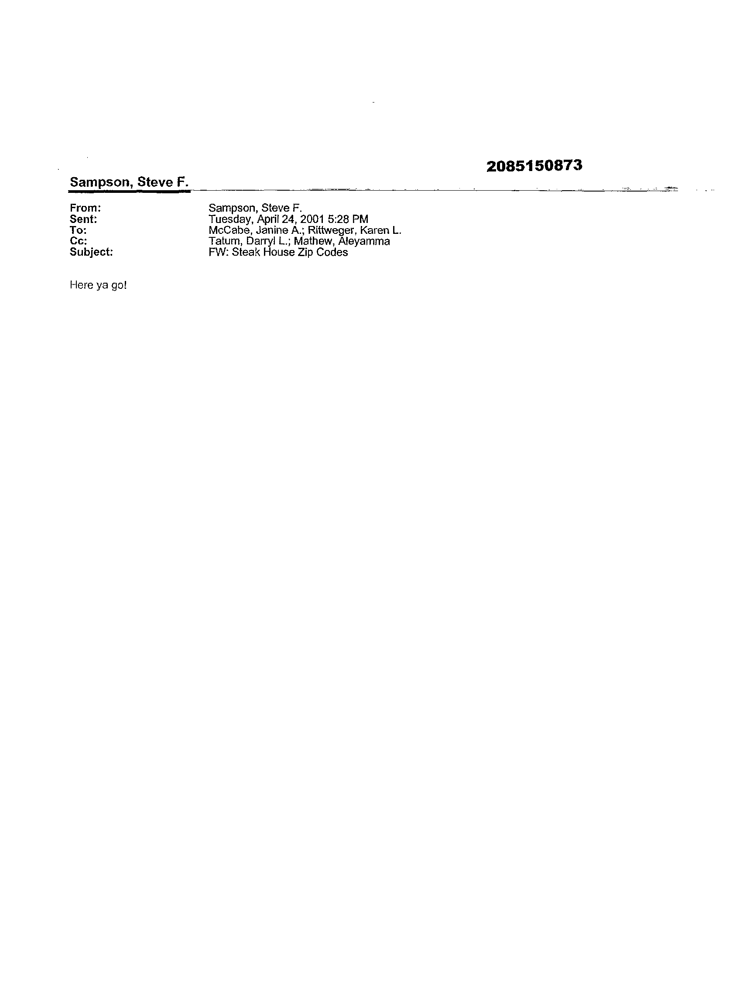 2085150873
Sampson, Steve F.
From: Sampson, Steve F.
Sent: Tuesday, April 24, 2001 5:28 PM
To: McCabe, Janine A.; Rittweger, Karen L.
Cc: Tatum, Darryl L.; Mathew, Aleyamma
Subject: FW: Steak House Zip Codes
Here ya go!